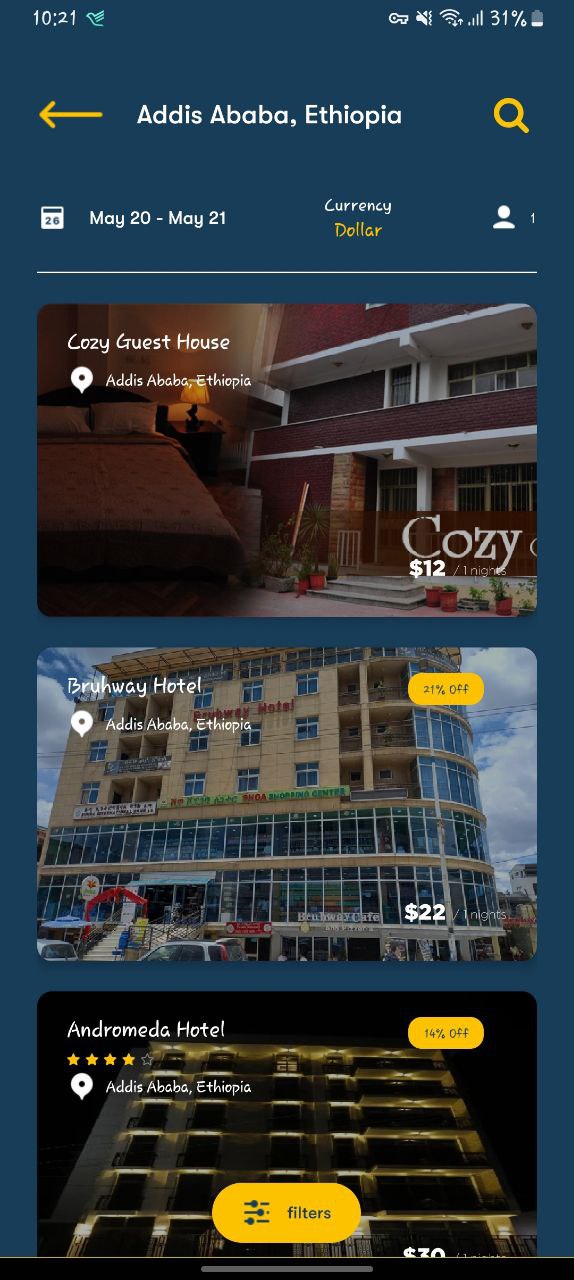 10:21
31%
Addis Ababa, Ethiopia
26
May 20 - May 21
Currency
Dollar
1
Cozy Guest House
Addis Ababa, Ethiopia
Cozy
$12 / 1 nights
Bruhway Hotel
21% Off
Bruhway Hotel
Addis Ababa, Ethiopia
SHOA SHOPPING CENTER
Bruhway Cafe
$22 / 1 nights
Andromeda Hotel
14% Off
Addis Ababa, Ethiopia
filters
$30 / 1 nights